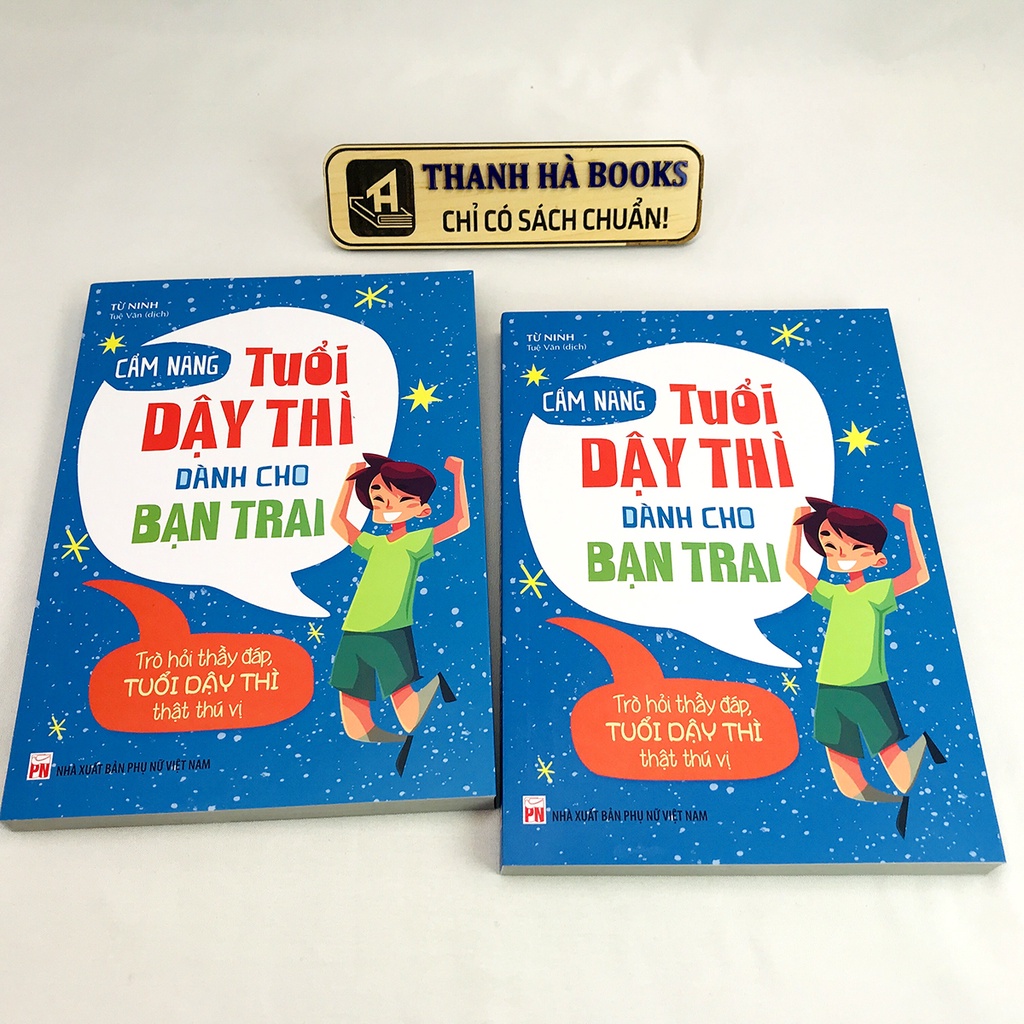 THANH HÀ BOOKS
CHỈ CÓ SÁCH CHUẨN!
TỪ NINH
Tuệ Văn (dịch)
CẨM NANG
Tuổi
DẬY THÌ
DÀNH CHO
BẠN TRAI
Trò hỏi thầy đáp,
TUỔI DẬY THÌ
thật thú vị
PN
NHÀ XUẤT BẢN PHỤ NỮ VIỆT NAM
TỪ NINH
Tuệ Văn (dịch)
CẨM NANG
Tuổi
DẬY THÌ
DÀNH CHO
BẠN TRAI
Trò hỏi thầy đáp,
TUỔI DẬY THÌ
thật thú vị
PN
NHÀ XUẤT BẢN PHỤ NỮ VIỆT NAM